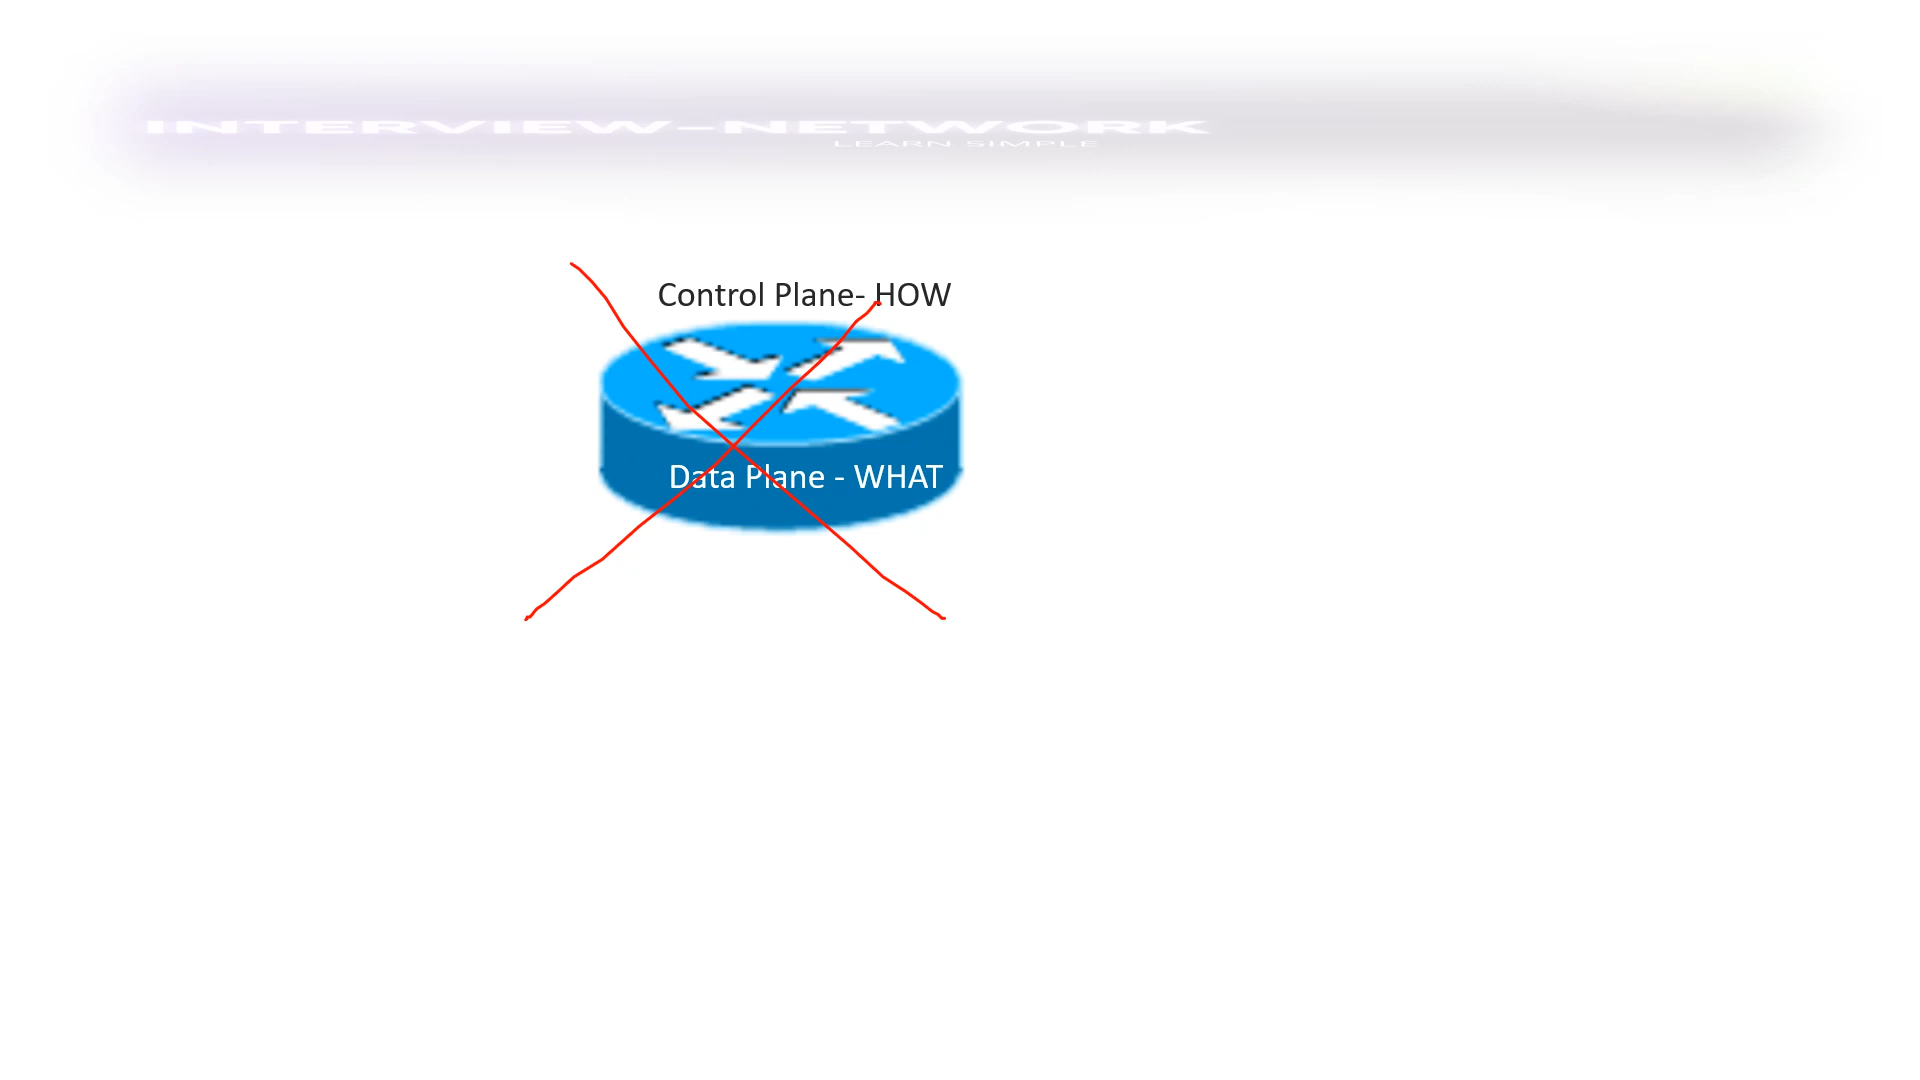 INTERVIEW-NETWORK
LEARN SIMPLE
Control Plane- HOW
Data Plane - WHAT